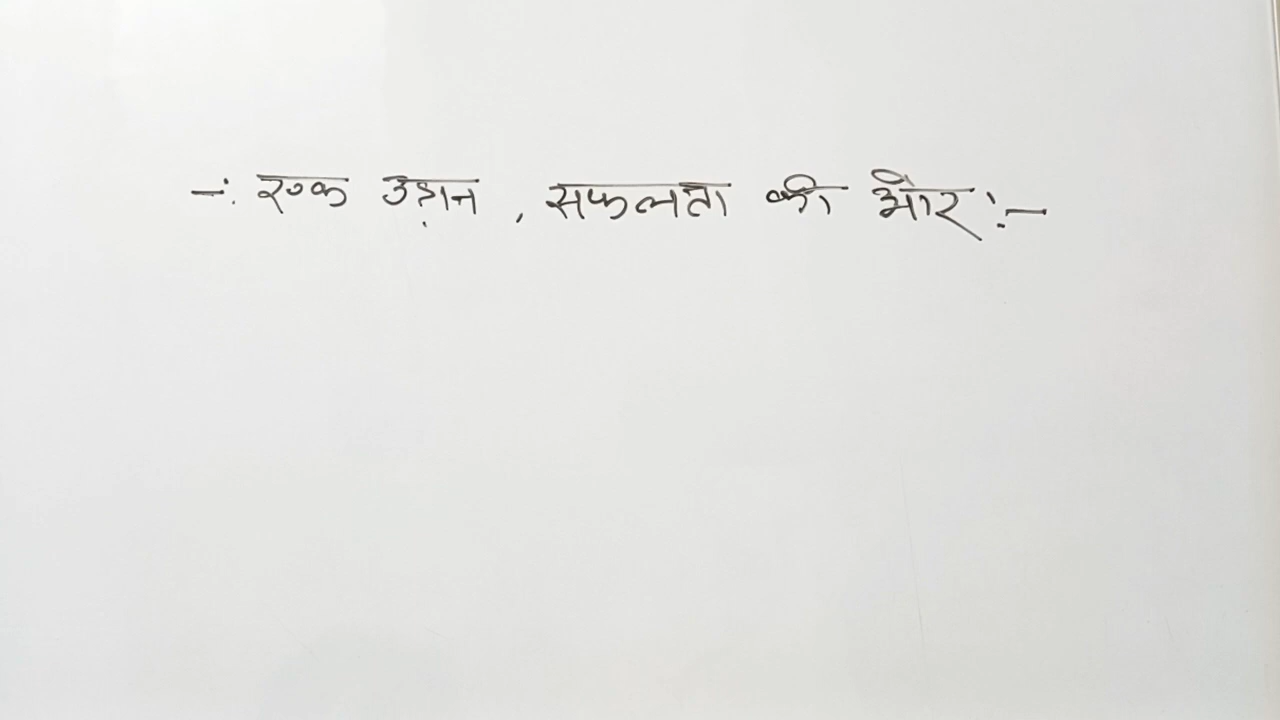 -: एक उड़ान, सफलता की ओर :-